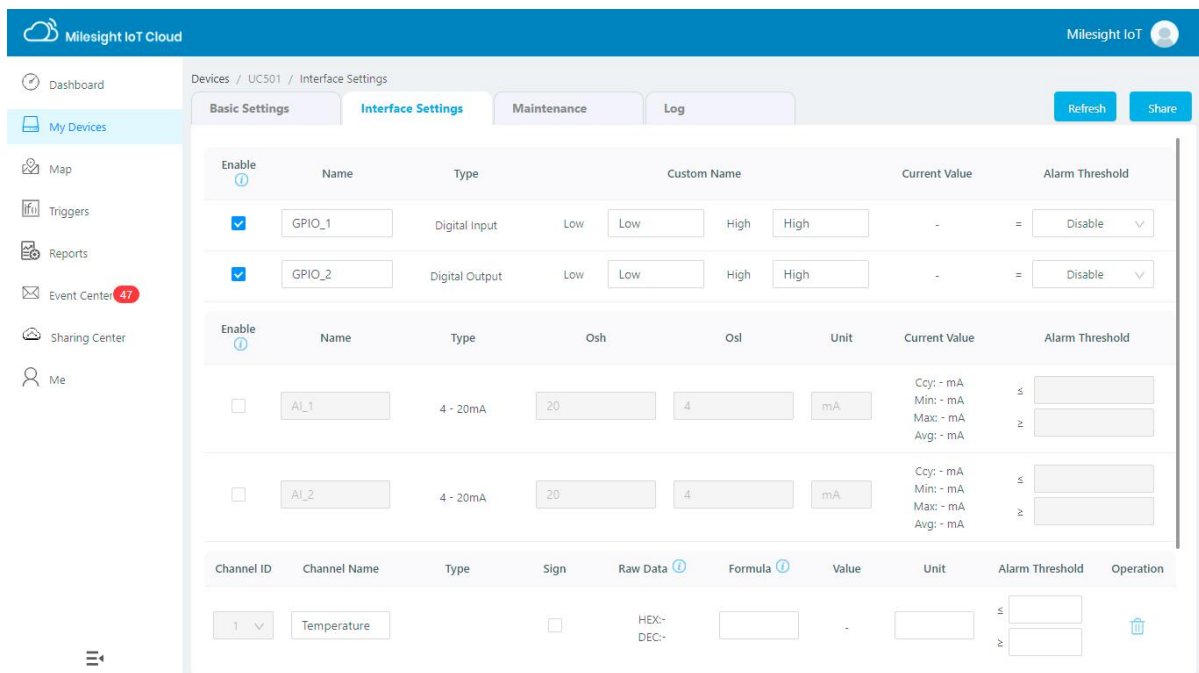 Milesight IoT Cloud
Milesight IoT
Dashboard
My Devices
Map
Triggers
Reports
Event Center 47
Sharing Center
Me
Devices / UC501 / Interface Settings
Basic Settings Interface Settings Maintenance Log Refresh Share
Enable Name Type Custom Name Current Value Alarm Threshold
GPIO_1 Digital Input Low Low High High - = Disable
GPIO_2 Digital Output Low Low High High - = Disable
Enable Name Type Osh Osl Unit Current Value Alarm Threshold
AI_1 4 - 20mA 20 4 mA
Ccy: - mA
Min: - mA
Max: - mA
Avg: - mA
≤
≥
AI_2 4 - 20mA 20 4 mA
Ccy: - mA
Min: - mA
Max: - mA
Avg: - mA
≤
≥
Channel ID Channel Name Type Sign Raw Data Formula Value Unit Alarm Threshold Operation
1 Temperature
HEX:-
DEC:-
-
≤
≥